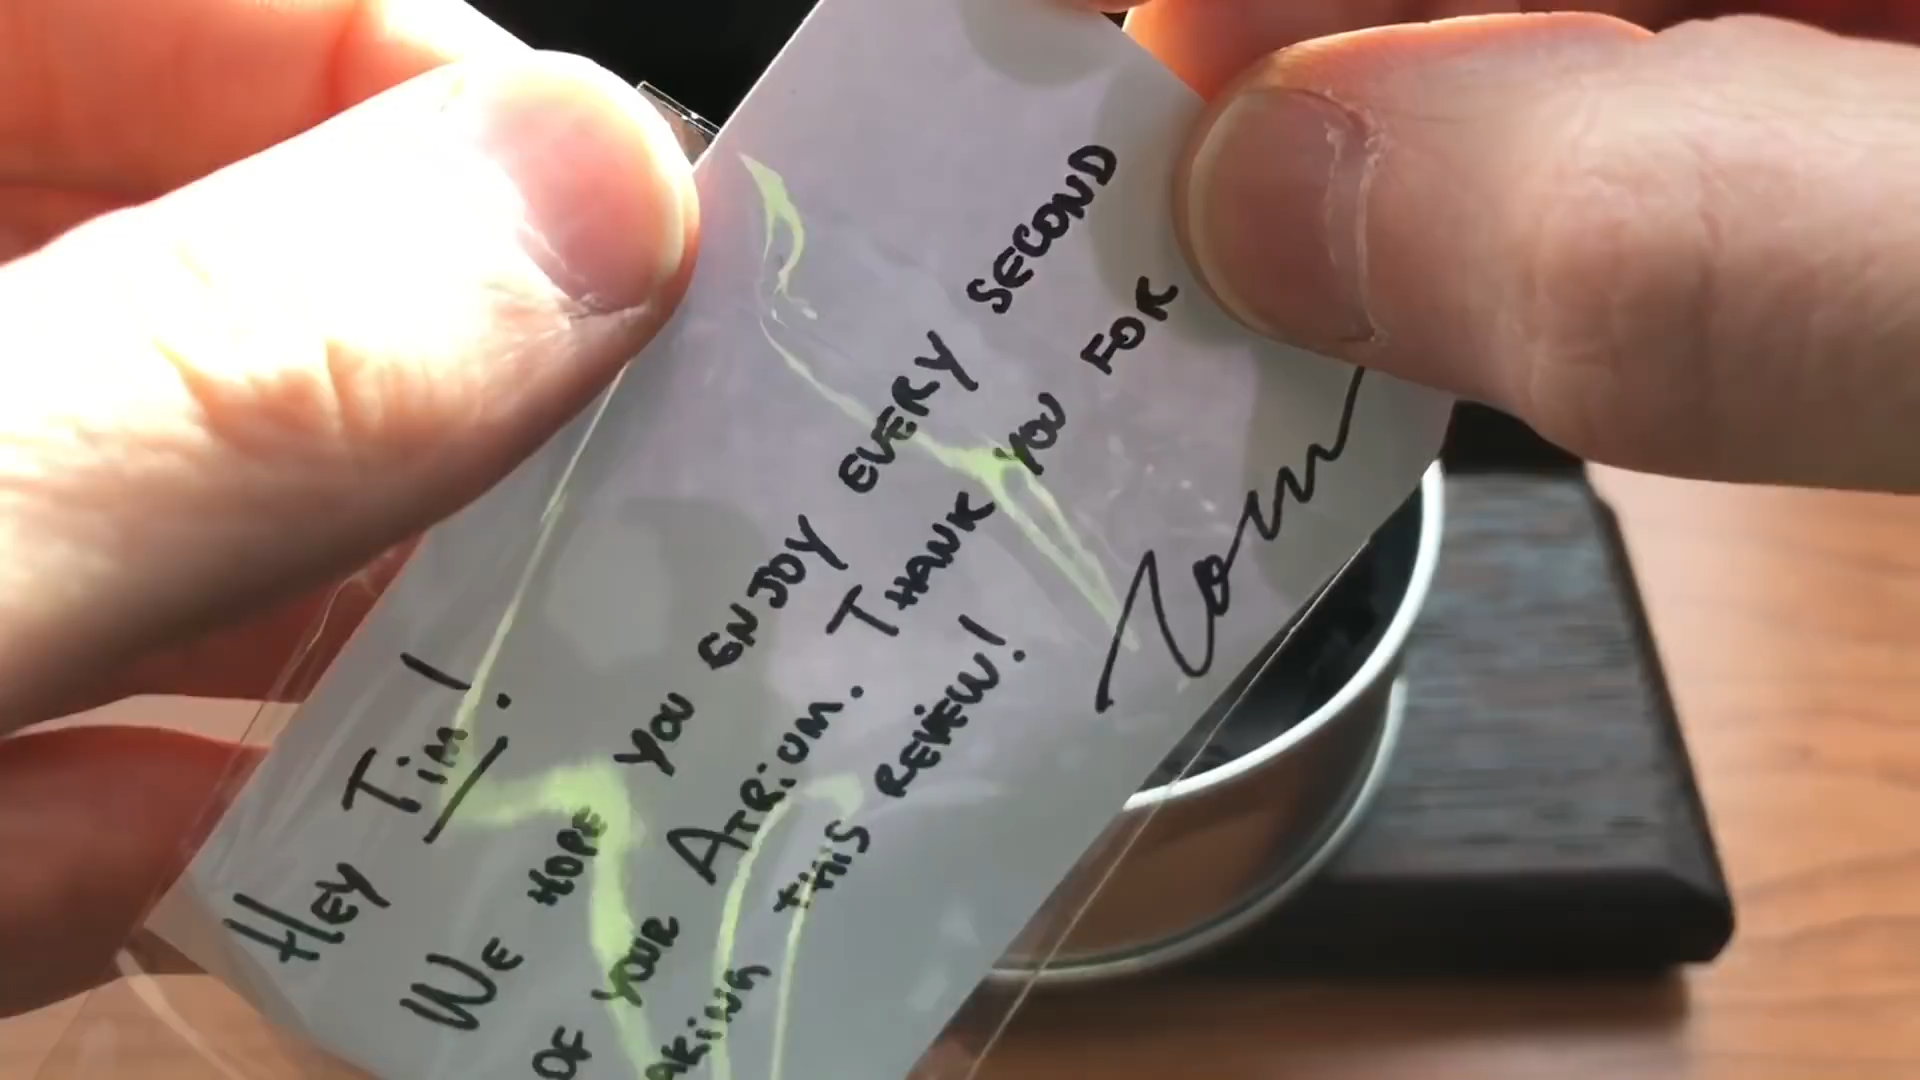 HEY TiM!
WE HOPE YOU ENJOY EVERY SECOND
OF YOUR ATRiUM. THANK YOU FOR
AKiNG THiS REViEW!